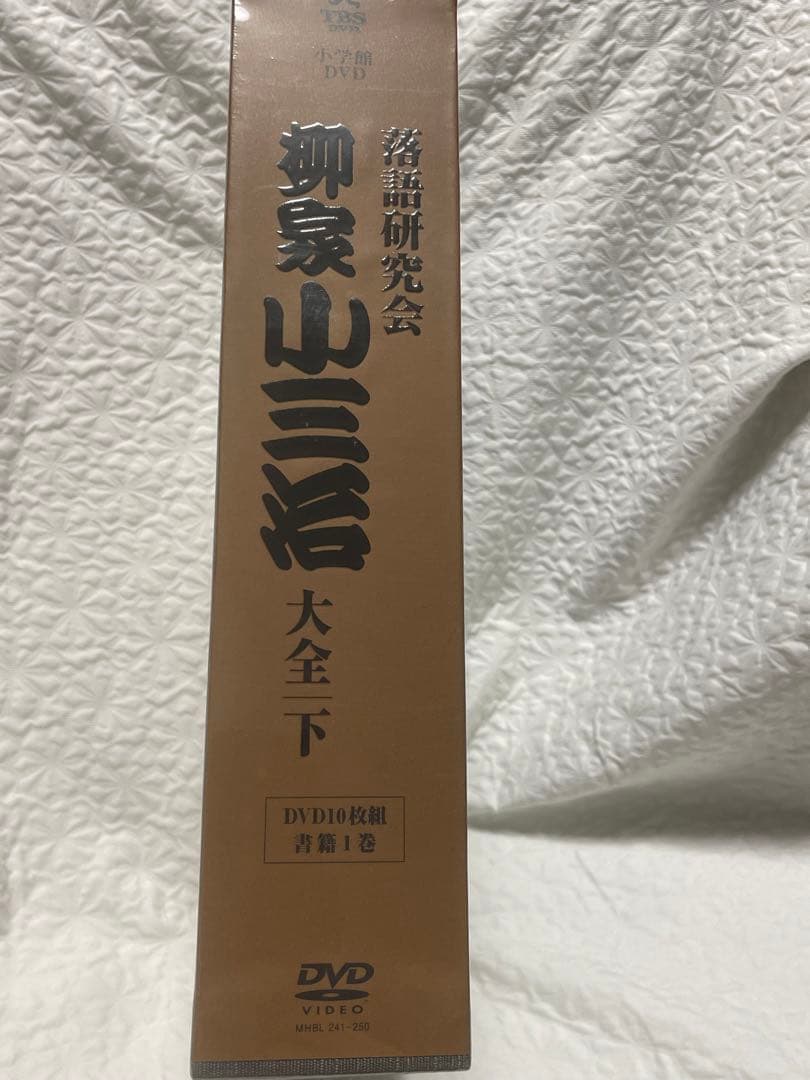 TBS
DVD
小学館
DVD
落語研究会
柳家小三治
大全 下
DVD10枚組
書籍1巻
DVD
VIDEO
MHBL 241-250